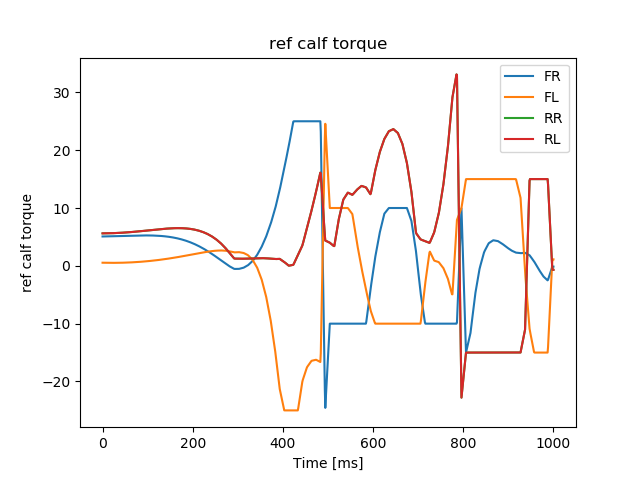 ref calf torque
FR
FL
RR
RL
30
20
10
0
−10
−20
ref calf torque
0
200
400
600
800
1000
Time [ms]